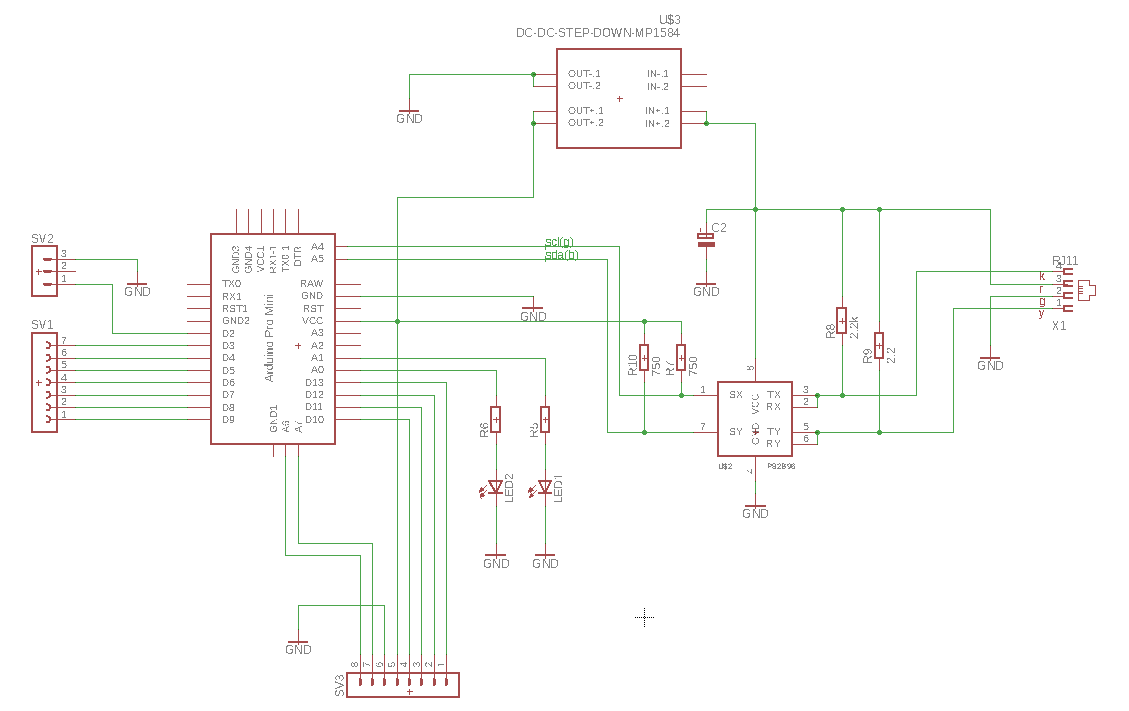 U$3
DC-DC-STEP-DOWN-MP1584
OUT-.1
IN-.1
OUT-.2
IN-.2
OUT+.1
IN+.1
OUT+.2
IN+.2
GND
C2
GND
SV2
3
2
1
GND
GND3
GND4
VCC1
RX1-1
TX0-1
DTR
A4
A5
scl(g)
sda(b)
TX0
RX1
RST1
GND2
D2
D3
D4
D5
D6
D7
D8
D9
Arduino Pro Mini
RAW
GND
RST
VCC
A3
A2
A1
A0
D13
D12
D11
D10
GND1
A6
A7
GND
SV1
7
6
5
4
3
2
1
RJ11
4
3
2
1
k
r
g
y
X1
GND
R8
2.2k
R9
2.2
R10
750
R7
750
8
1
SX
VCC
TX
3
RX
2
7
SY
GND
TY
5
RY
6
U$2
P82B96
4
GND
R6
R5
LED2
LED1
GND
GND
GND
SV3
8
7
6
5
4
3
2
1